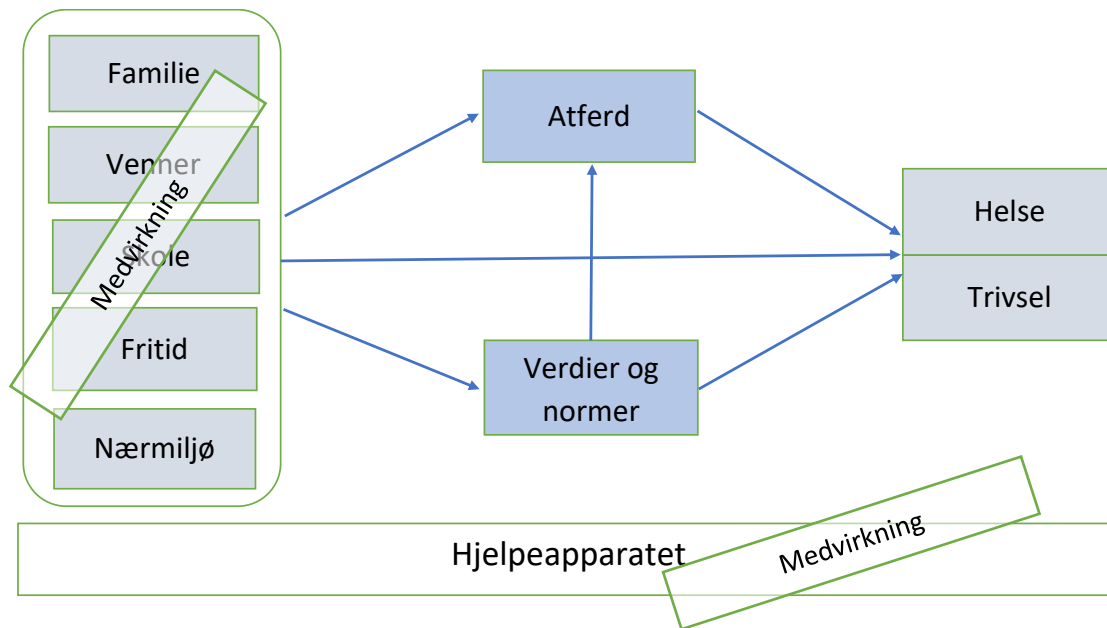 Familie
Venner
Medvirkning
Skole
Fritid
Nærmiljø
Atferd
Verdier og
normer
Helse
Trivsel
Hjelpeapparatet
Medvirkning